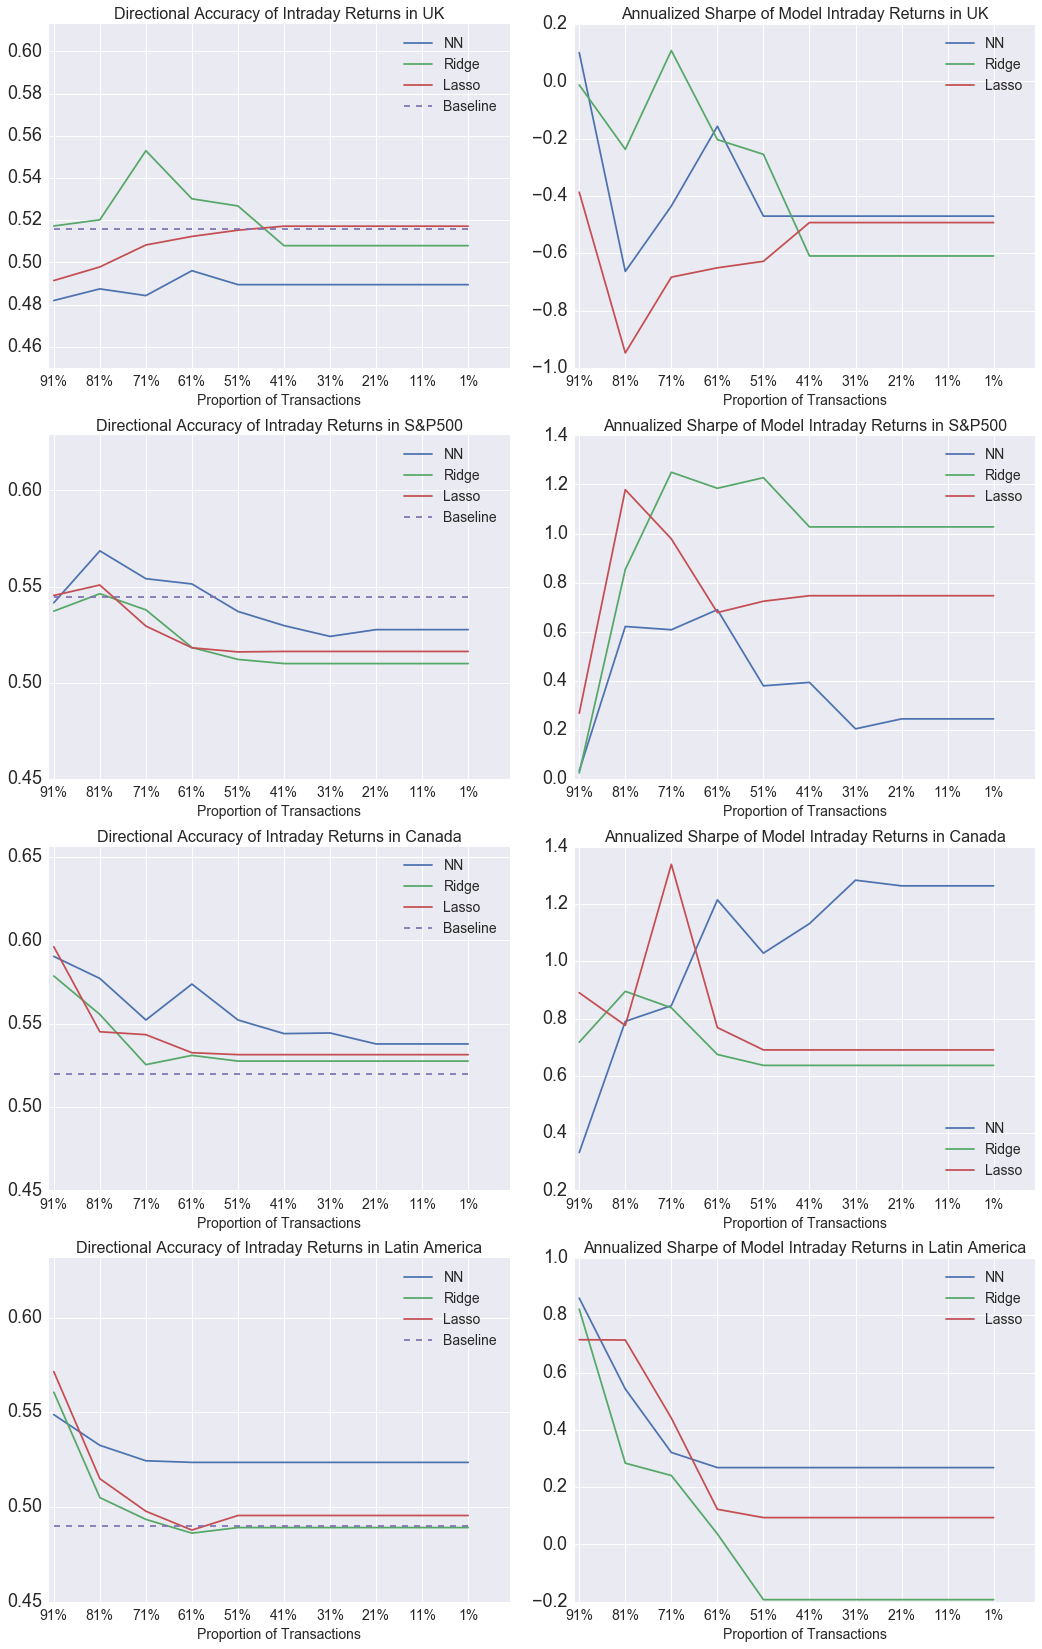 Directional Accuracy of Intraday Returns in UK
0.60
0.58
0.56
0.54
0.52
0.50
0.48
0.46
NN
Ridge
Lasso
Baseline
91% 81% 71% 61% 51% 41% 31% 21% 11% 1%
Proportion of Transactions
Annualized Sharpe of Model Intraday Returns in UK
0.2
0.0
−0.2
−0.4
−0.6
−0.8
−1.0
NN
Ridge
Lasso
91% 81% 71% 61% 51% 41% 31% 21% 11% 1%
Proportion of Transactions
Directional Accuracy of Intraday Returns in S&P500
0.60
0.55
0.50
0.45
NN
Ridge
Lasso
Baseline
91% 81% 71% 61% 51% 41% 31% 21% 11% 1%
Proportion of Transactions
Annualized Sharpe of Model Intraday Returns in S&P500
1.4
1.2
1.0
0.8
0.6
0.4
0.2
0.0
NN
Ridge
Lasso
91% 81% 71% 61% 51% 41% 31% 21% 11% 1%
Proportion of Transactions
Directional Accuracy of Intraday Returns in Canada
0.65
0.60
0.55
0.50
0.45
NN
Ridge
Lasso
Baseline
91% 81% 71% 61% 51% 41% 31% 21% 11% 1%
Proportion of Transactions
Annualized Sharpe of Model Intraday Returns in Canada
1.4
1.2
1.0
0.8
0.6
0.4
0.2
NN
Ridge
Lasso
91% 81% 71% 61% 51% 41% 31% 21% 11% 1%
Proportion of Transactions
Directional Accuracy of Intraday Returns in Latin America
0.60
0.55
0.50
0.45
NN
Ridge
Lasso
Baseline
91% 81% 71% 61% 51% 41% 31% 21% 11% 1%
Proportion of Transactions
Annualized Sharpe of Model Intraday Returns in Latin America
1.0
0.8
0.6
0.4
0.2
0.0
−0.2
NN
Ridge
Lasso
91% 81% 71% 61% 51% 41% 31% 21% 11% 1%
Proportion of Transactions